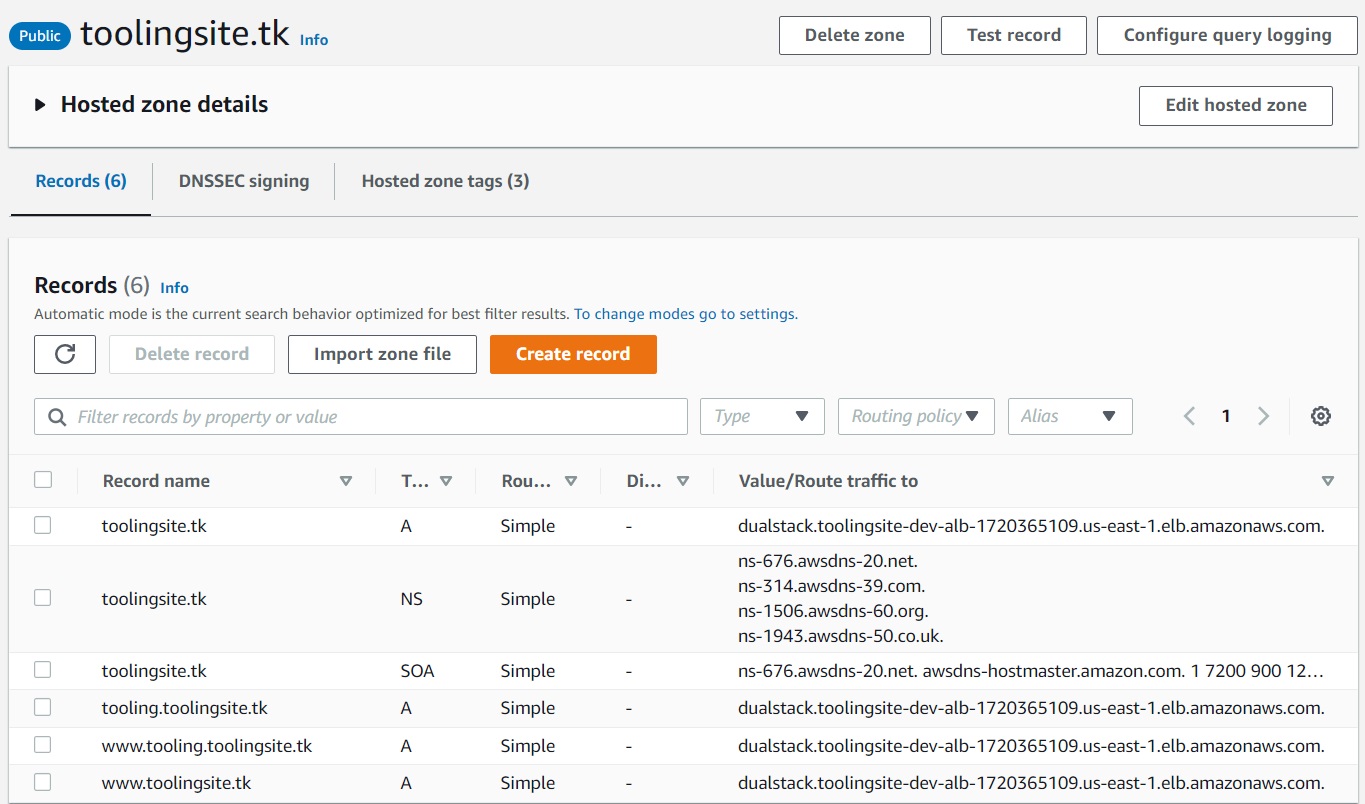 Public toolingsite.tk Info Delete zone Test record Configure query logging
Hosted zone details Edit hosted zone
Records (6) DNSSEC signing Hosted zone tags (3)
Records (6) Info
Automatic mode is the current search behavior optimized for best filter results. To change modes go to settings.
Delete record Import zone file Create record
Filter records by property or value Type Routing policy Alias 1
Record name T... Rou... Di... Value/Route traffic to
toolingsite.tk A Simple - dualstack.toolingsite-dev-alb-1720365109.us-east-1.elb.amazonaws.com.
ns-676.awsdns-20.net.
ns-314.awsdns-39.com.
toolingsite.tk NS Simple -
ns-1506.awsdns-60.org.
ns-1943.awsdns-50.co.uk.
toolingsite.tk SOA Simple - ns-676.awsdns-20.net. awsdns-hostmaster.amazon.com. 1 7200 900 12...
tooling.toolingsite.tk A Simple - dualstack.toolingsite-dev-alb-1720365109.us-east-1.elb.amazonaws.com.
www.tooling.toolingsite.tk A Simple - dualstack.toolingsite-dev-alb-1720365109.us-east-1.elb.amazonaws.com.
www.toolingsite.tk A Simple - dualstack.toolingsite-dev-alb-1720365109.us-east-1.elb.amazonaws.com.